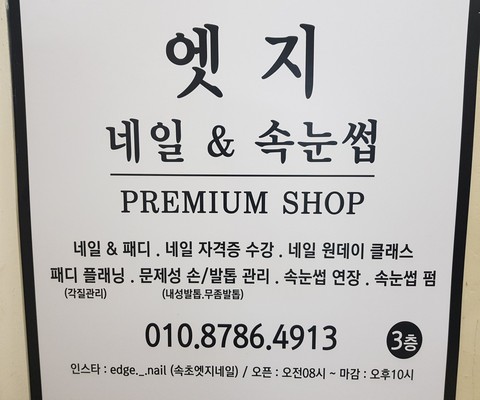 엣지
네일 & 속눈썹
PREMIUM SHOP
네일 & 패디 . 네일 자격증 수강 . 네일 원데이 클래스
패디 플래닝 . 문제성 손/발톱 관리 . 속눈썹 연장 . 속눈썹 펌
(각질관리) (내성발톱,무좀발톱)
010.8786.4913 3층
인스타 : edge._.nail (속초엣지네일) / 오픈 : 오전08시 ~ 마감 : 오후10시